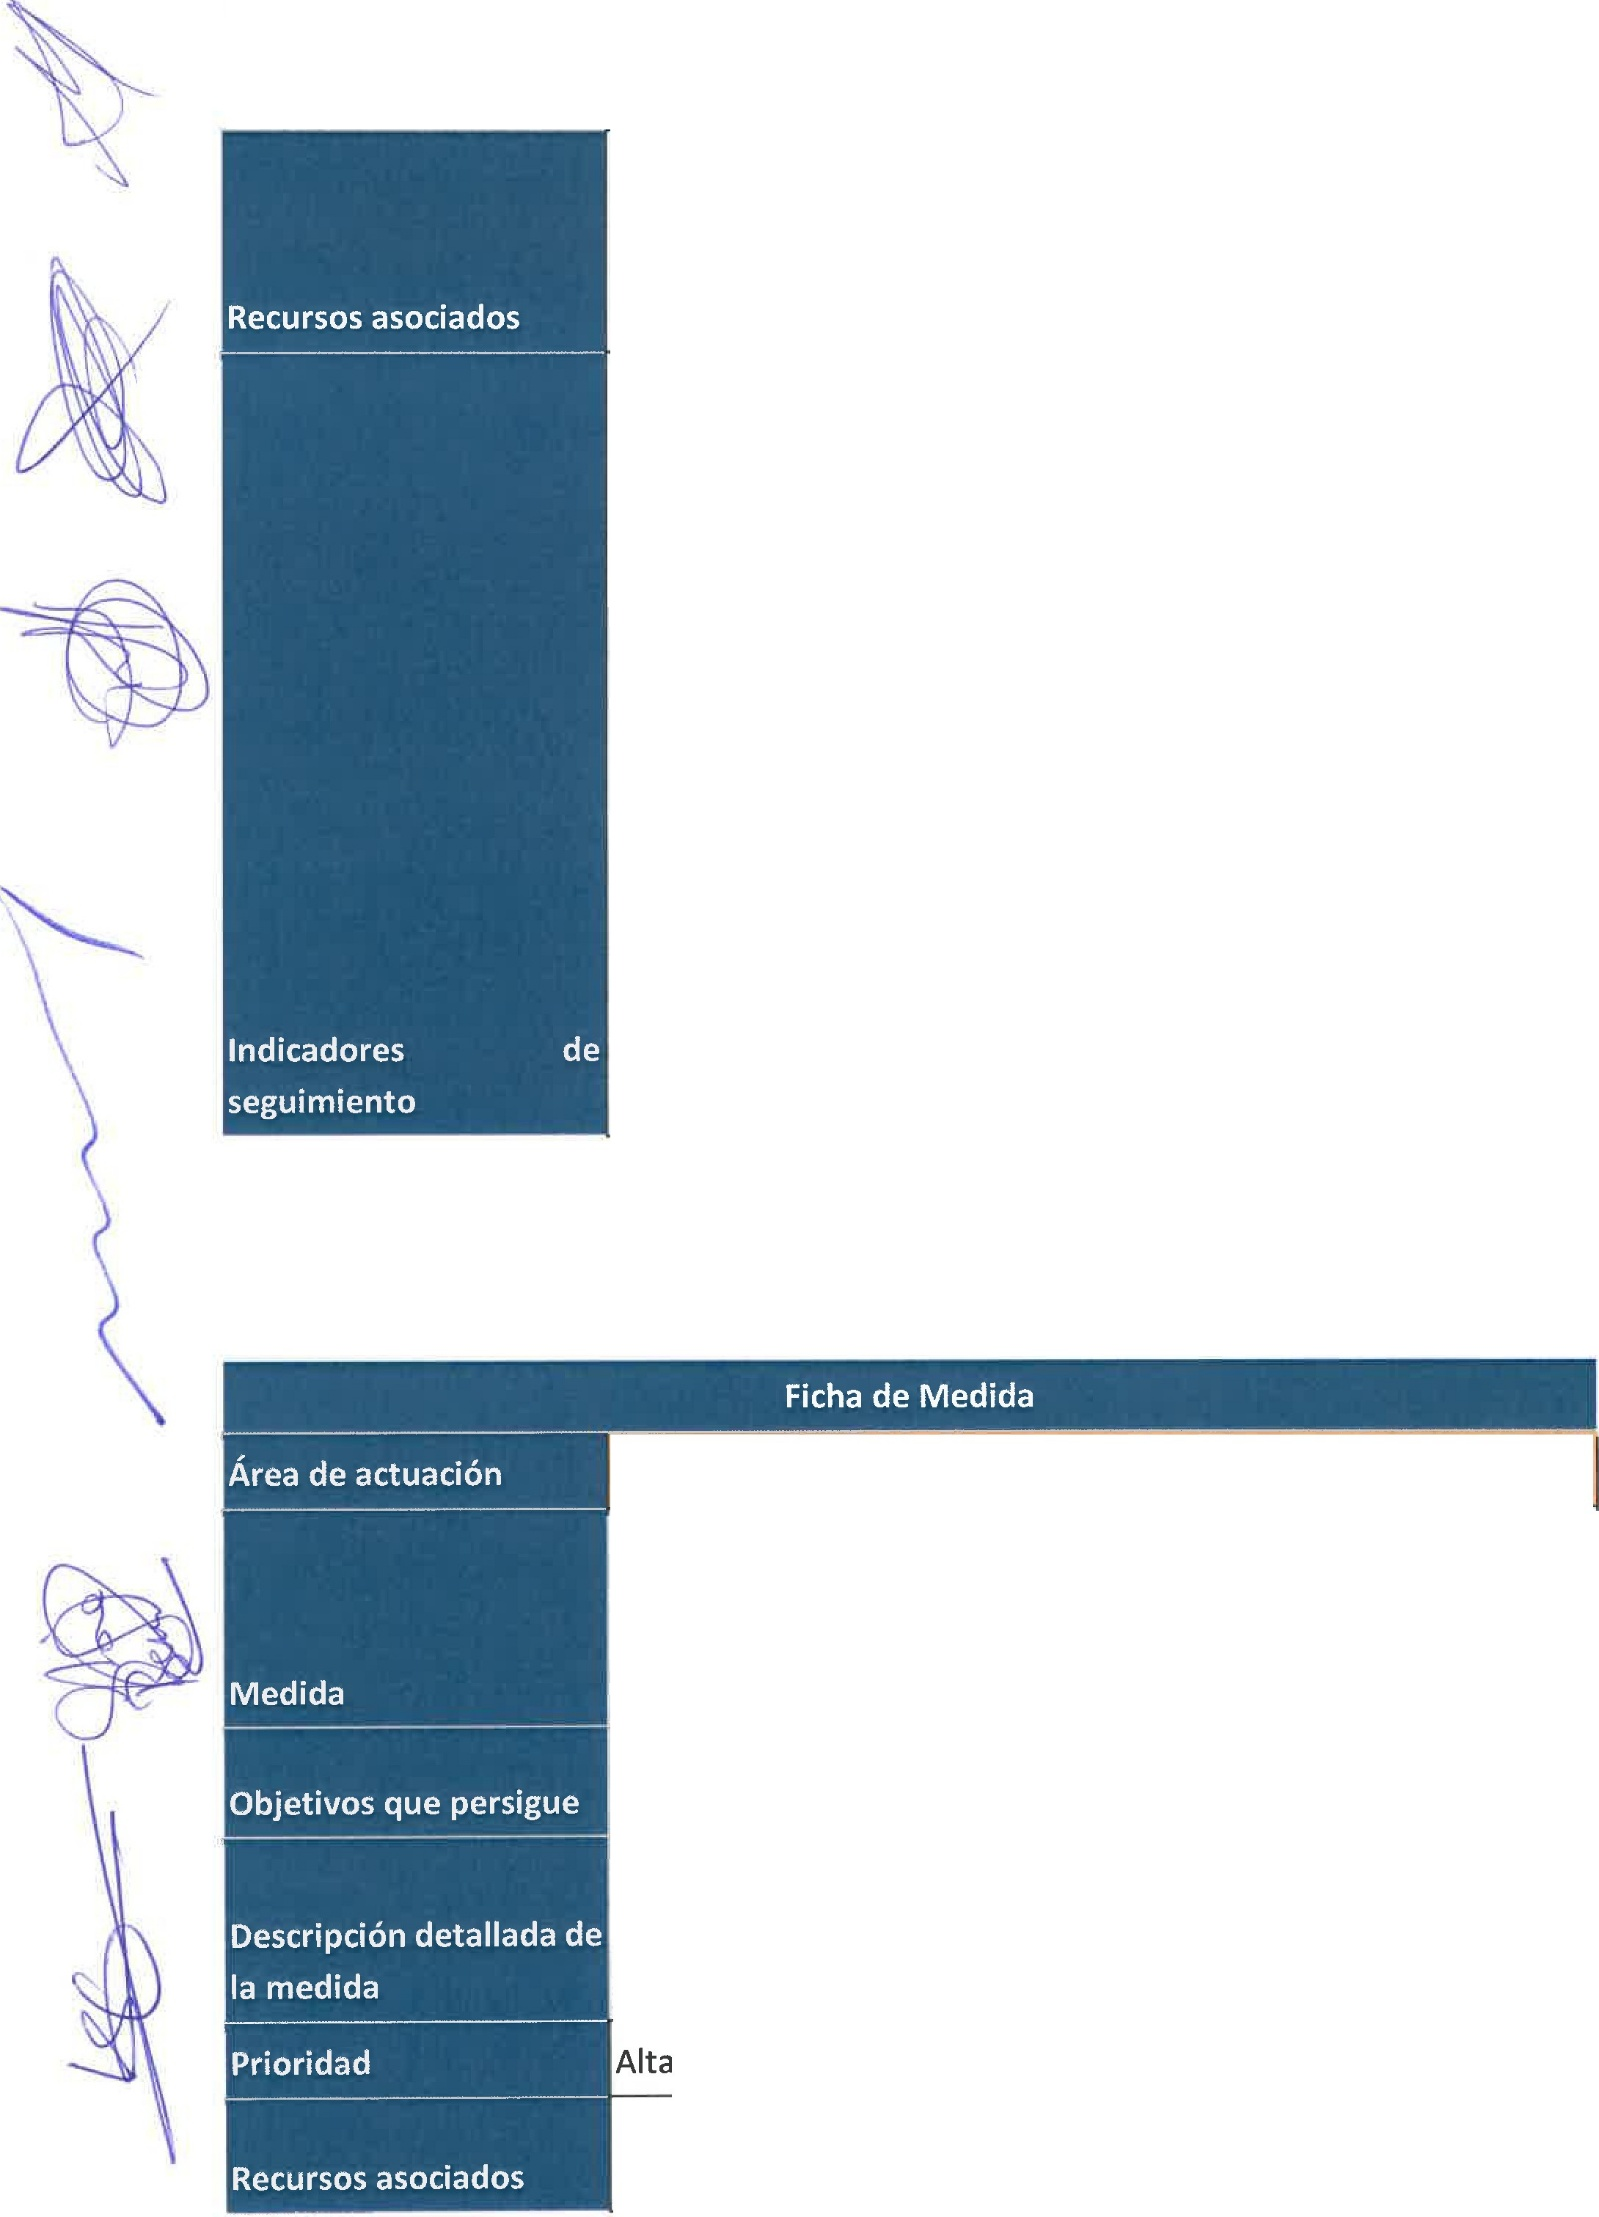 Recursos asociados
Indicadores de
seguimiento
Ficha de Medida
Área de actuación
Medida
Objetivos que persigue
Descripción detallada de
la medida
Prioridad Alta
Recursos asociados